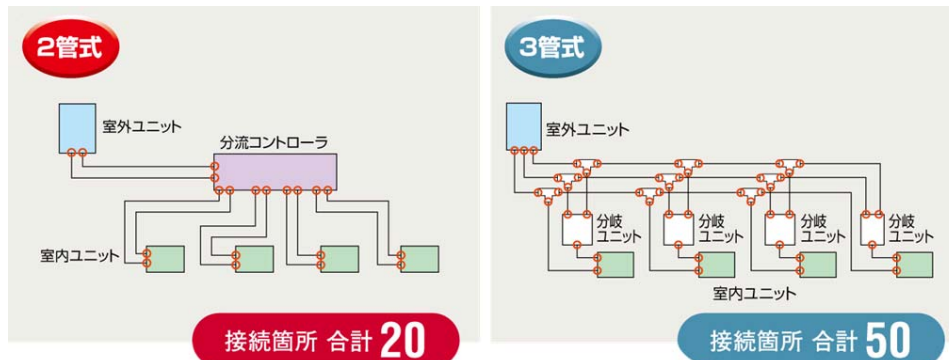 2管式
室外ユニット
分流コントローラ
室内ユニット
接続箇所 合計 20
3管式
室外ユニット
分岐
ユニット
分岐
ユニット
分岐
ユニット
分岐
ユニット
室内ユニット
接続箇所 合計 50